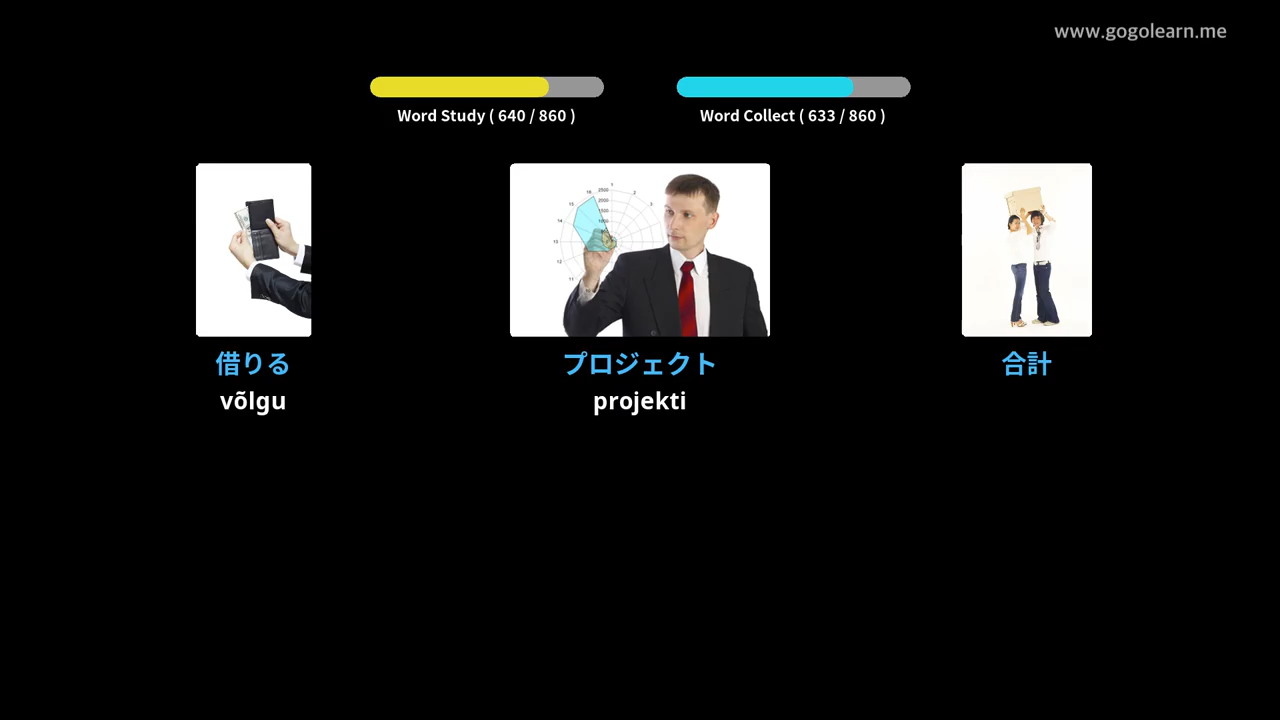 www.gogolearn.me
Word Study ( 640 / 860 )
Word Collect ( 633 / 860 )
借りる
võlgu
プロジェクト
projekti
合計